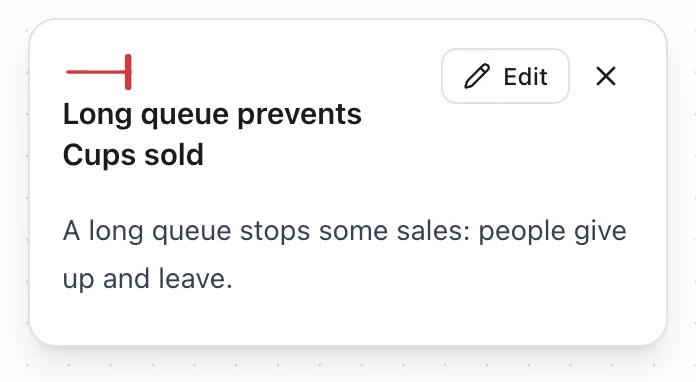 Edit
Long queue prevents
Cups sold
A long queue stops some sales: people give
up and leave.